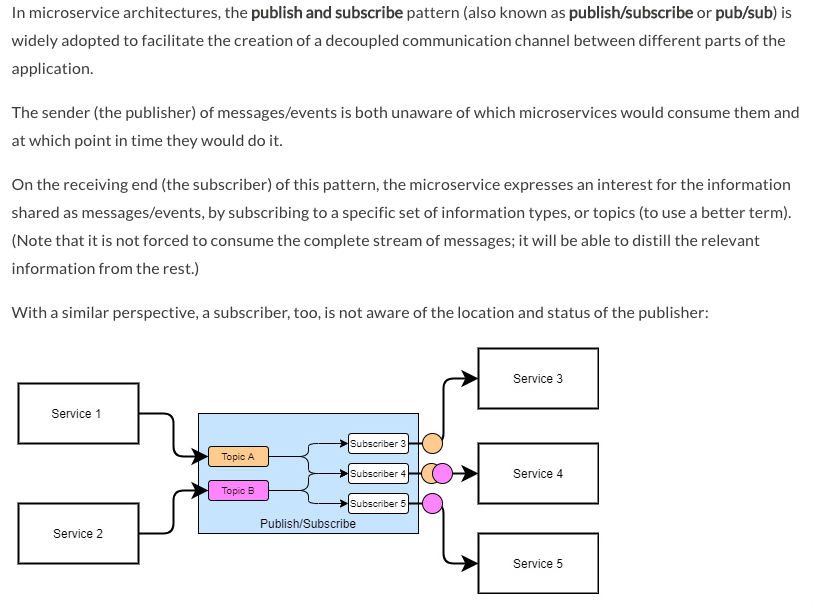 In microservice architectures, the publish and subscribe pattern (also known as publish/subscribe or pub/sub) is
widely adopted to facilitate the creation of a decoupled communication channel between different parts of the
application.
The sender (the publisher) of messages/events is both unaware of which microservices would consume them and
at which point in time they would do it.
On the receiving end (the subscriber) of this pattern, the microservice expresses an interest for the information
shared as messages/events, by subscribing to a specific set of information types, or topics (to use a better term).
(Note that it is not forced to consume the complete stream of messages; it will be able to distill the relevant
information from the rest.)
With a similar perspective, a subscriber, too, is not aware of the location and status of the publisher:
Service 1
Service 2
Topic A
Topic B
Subscriber 3
Subscriber 4
Subscriber 5
Publish/Subscribe
Service 3
Service 4
Service 5